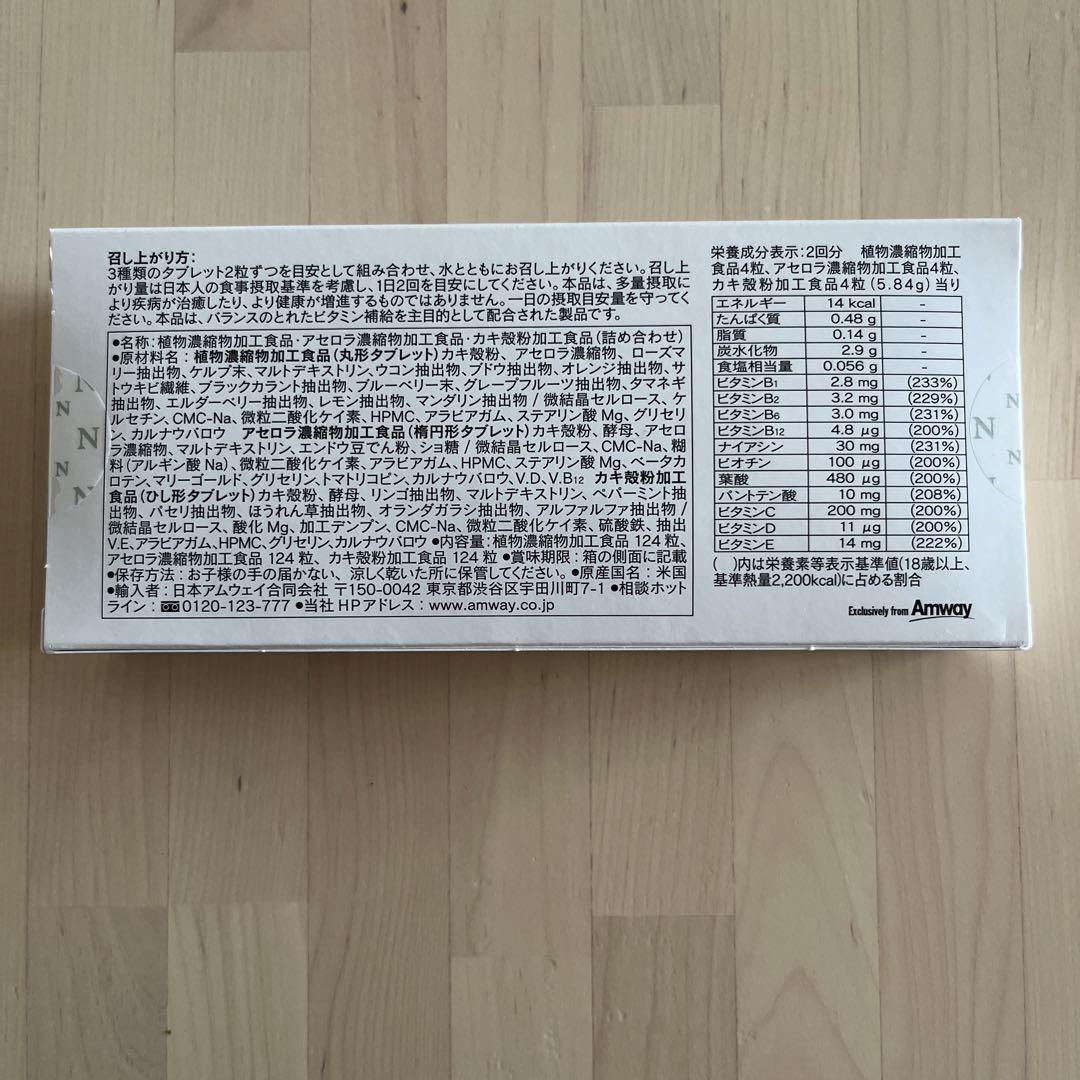 召し上がり方:
3種類のタブレット2粒ずつを目安として組み合わせ、水とともにお召し上がりください。召し上
がり量は日本人の食事摂取基準を考慮し、1日2回を目安にしてください。本品は、多量摂取に
より疾病が治癒したり、より健康が増進するものではありません。一日の摂取目安量を守ってく
ださい。本品は、バランスのとれたビタミン補給を主目的として配合された製品です。
●名称:植物濃縮物加工食品・アセロラ濃縮物加工食品・カキ殻粉加工食品(詰め合わせ)
●原材料名:植物濃縮物加工食品(丸形タブレット)カキ殻粉、アセロラ濃縮物、ローズマ
リー抽出物、ケルプ末、マルトデキストリン、ウコン抽出物、ブドウ抽出物、オレンジ抽出物、サ
トウキビ繊維、ブラックカラント抽出物、ブルーベリー末、グレープフルーツ抽出物、タマネギ
抽出物、エルダーベリー抽出物、レモン抽出物、マンダリン抽出物/微結晶セルロース、ケ
ルセチン、CMC-Na、微粒二酸化ケイ素、HPMC、アラビアガム、ステアリン酸 Mg、グリセリ
ン、カルナウバロウ アセロラ濃縮物加工食品(楕円形タブレット)カキ殻粉、酵母、アセ
ロラ濃縮物、マルトデキストリン、エンドウ豆でん粉、ショ糖/微結晶セルロース、CMC-Na、糊
料(アルギン酸 Na)、微粒二酸化ケイ素、アラビアガム、HPMC、ステアリン酸 Mg、ベータカ
ロテン、マリーゴールド、グリセリン、トマトリコピン、カルナウバロウ、V.D、V.B12 カキ殻粉加工
食品(ひし形タブレット)カキ殻粉、酵母、リンゴ抽出物、マルトデキストリン、ペパーミント抽
出物、パセリ抽出物、ほうれん草抽出物、オランダガラシ抽出物、アルファルファ抽出物/
微結晶セルロース、酸化 Mg、加工デンプン、CMC-Na、微粒二酸化ケイ素、硫酸鉄、抽出
V.E、アラビアガム、HPMC、グリセリン、カルナウバロウ ●内容量:植物濃縮物加工食品 124 粒、
アセロラ濃縮物加工食品 124 粒、カキ殻粉加工食品 124 粒 ●賞味期限:箱の側面に記載
●保存方法:お子様の手の届かない、涼しく乾いた所に保管してください。●原産国名:米国
●輸入者:日本アムウェイ合同会社 〒150-0042 東京都渋谷区宇田川町7-1 ●相談ホット
ライン:0120-123-777 ●当社 HPアドレス:www.amway.co.jp
栄養成分表示:2回分 植物濃縮物加工
食品4粒、アセロラ濃縮物加工食品4粒、
カキ殻粉加工食品4粒(5.84g)当り
エネルギー 14 kcal -
たんぱく質 0.48 g -
脂質 0.14 g -
炭水化物 2.9 g -
食塩相当量 0.056 g -
ビタミンB1 2.8 mg (233%)
ビタミンB2 3.2 mg (229%)
ビタミンB6 3.0 mg (231%)
ビタミンB12 4.8 μg (200%)
ナイアシン 30 mg (231%)
ビオチン 100 μg (200%)
葉酸 480 μg (200%)
パントテン酸 10 mg (208%)
ビタミンC 200 mg (200%)
ビタミンD 11 μg (200%)
ビタミンE 14 mg (222%)
( )内は栄養素等表示基準値(18歳以上、
基準熱量2,200kcal)に占める割合
Exclusively from Amway
N
N
N
N